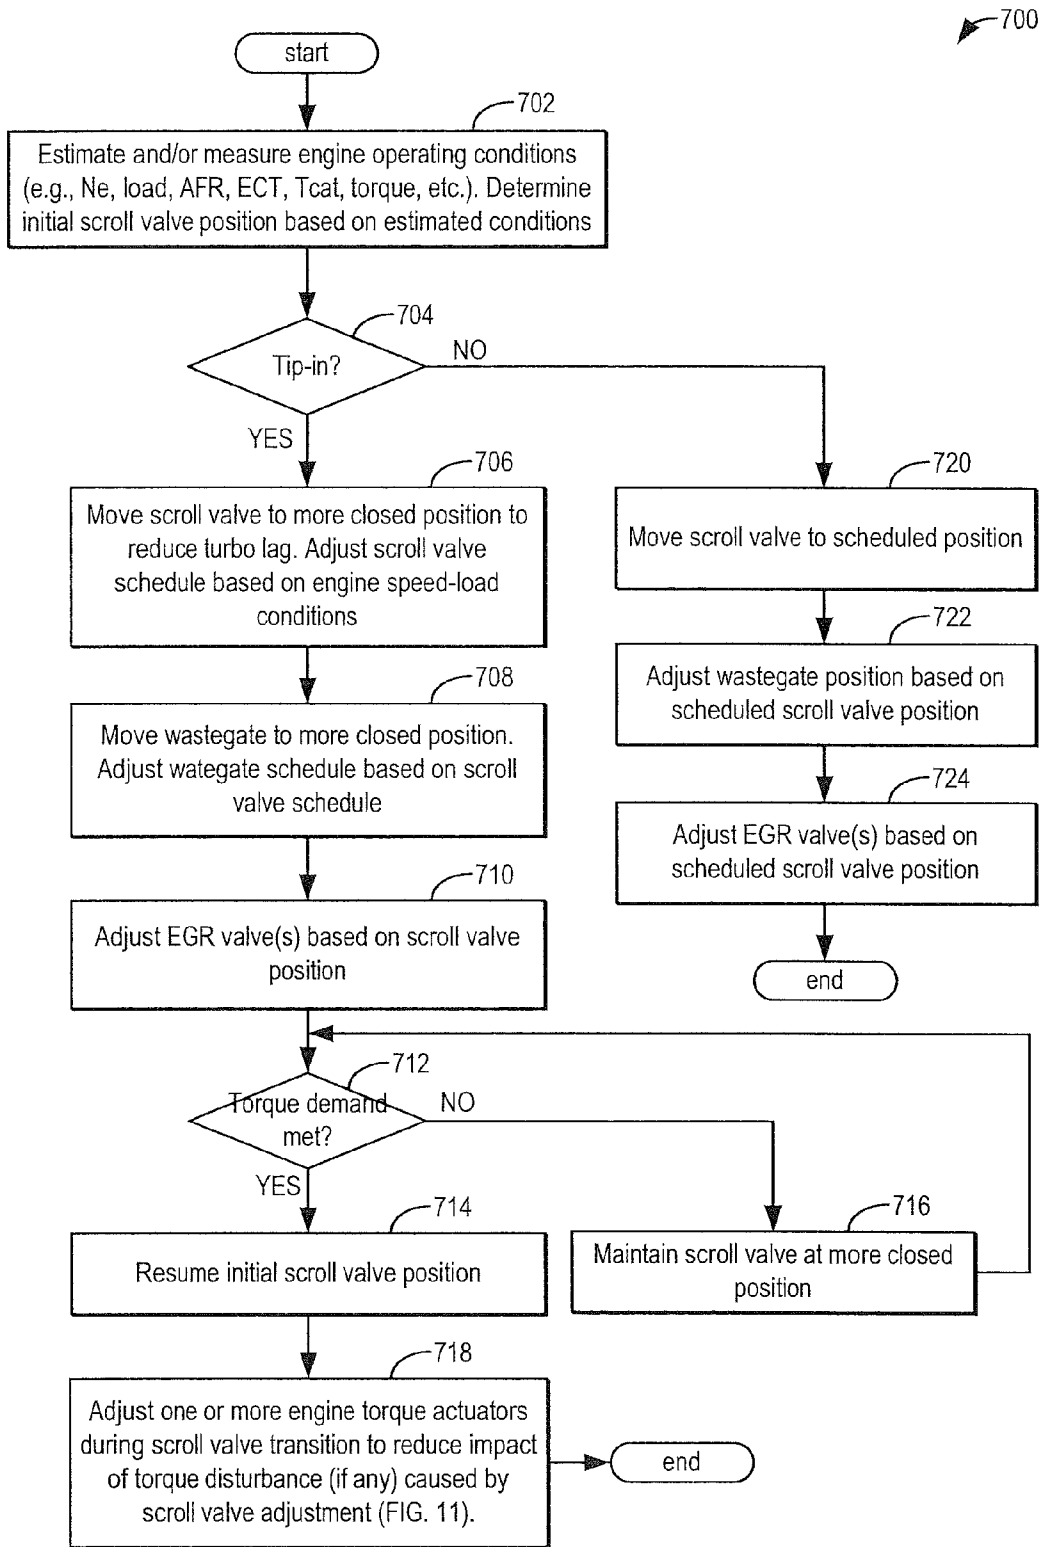 700
start
702
Estimate and/or measure engine operating conditions
(e.g., Ne, load, AFR, ECT, Tcat, torque, etc.). Determine
initial scroll valve position based on estimated conditions
704
Tip-in?
NO
YES
706
Move scroll valve to more closed position to
reduce turbo lag. Adjust scroll valve
schedule based on engine speed-load
conditions
708
Move wastegate to more closed position.
Adjust wategate schedule based on scroll
valve schedule
710
Adjust EGR valve(s) based on scroll valve
position
720
Move scroll valve to scheduled position
722
Adjust wastegate position based on
scheduled scroll valve position
724
Adjust EGR valve(s) based on
scheduled scroll valve position
end
712
Torque demand
met?
NO
YES
714
Resume initial scroll valve position
716
Maintain scroll valve at more closed
position
718
Adjust one or more engine torque actuators
during scroll valve transition to reduce impact
of torque disturbance (if any) caused by
scroll valve adjustment (FIG. 11).
end